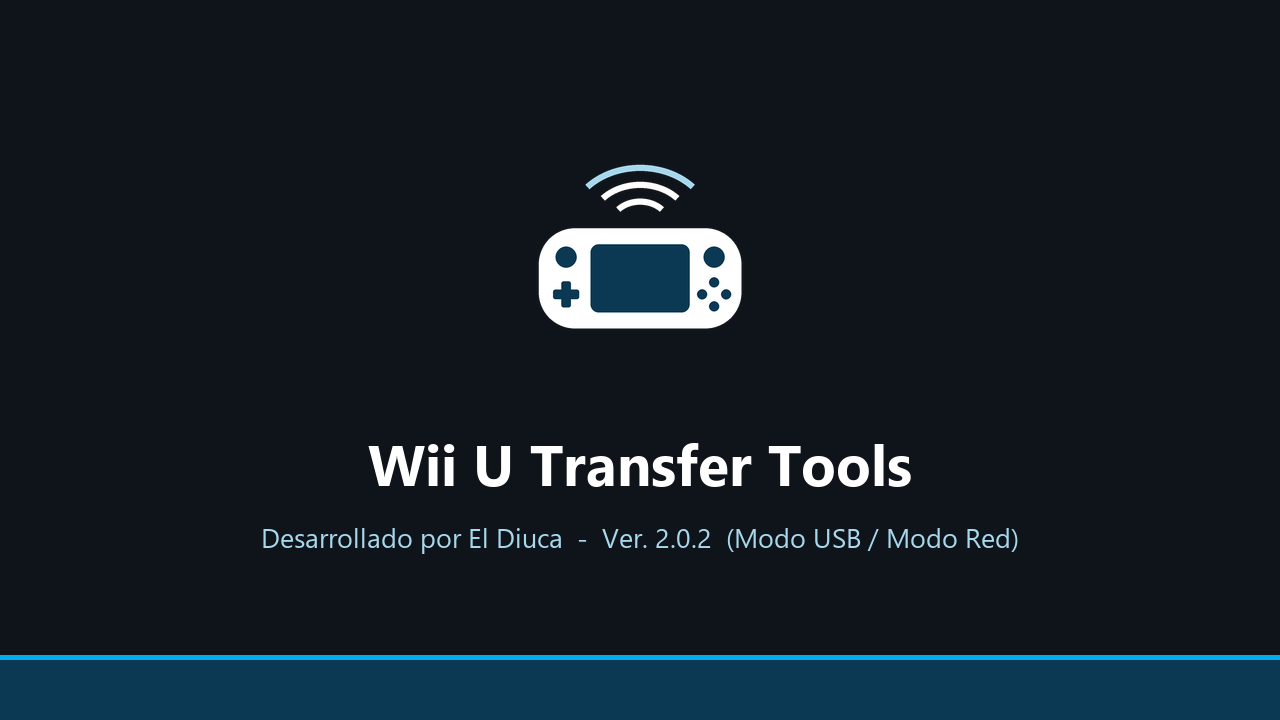 Wii U Transfer Tools
Desarrollado por El Diuca - Ver. 2.0.2 (Modo USB / Modo Red)